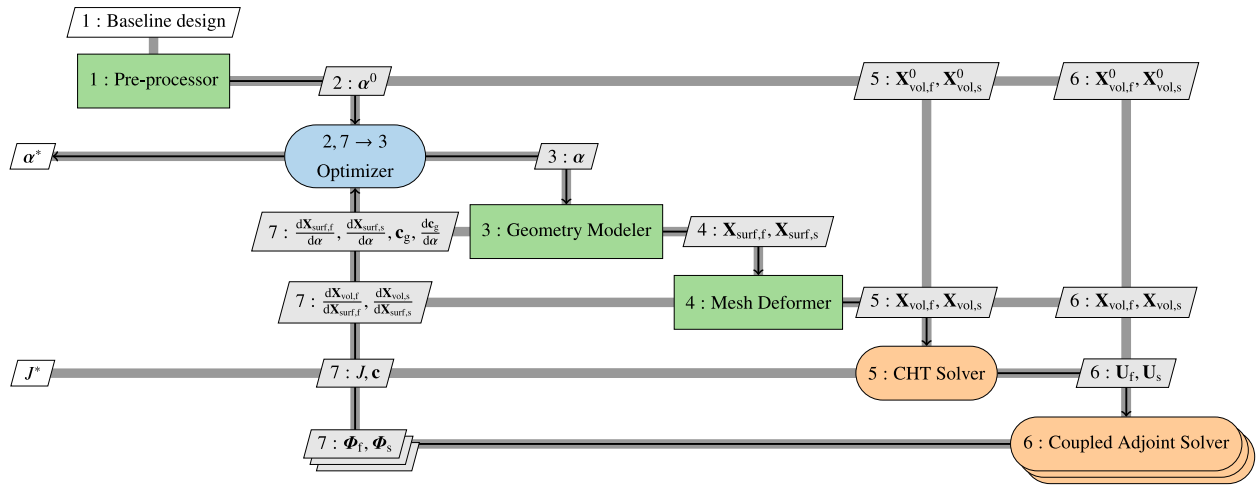 1 : Baseline design
1 : Pre-processor
2 : α⁰
5 : X⁰vol,f, X⁰vol,s
6 : X⁰vol,f, X⁰vol,s
α*
2, 7 → 3
Optimizer
3 : α
7 : dXsurf,f/dα, dXsurf,s/dα, cg, dcg/dα
3 : Geometry Modeler
4 : Xsurf,f, Xsurf,s
7 : dXvol,f/dXsurf,f, dXvol,s/dXsurf,s
4 : Mesh Deformer
5 : Xvol,f, Xvol,s
6 : Xvol,f, Xvol,s
J*
7 : J, c
5 : CHT Solver
6 : Uf, Us
7 : Φf, Φs
6 : Coupled Adjoint Solver